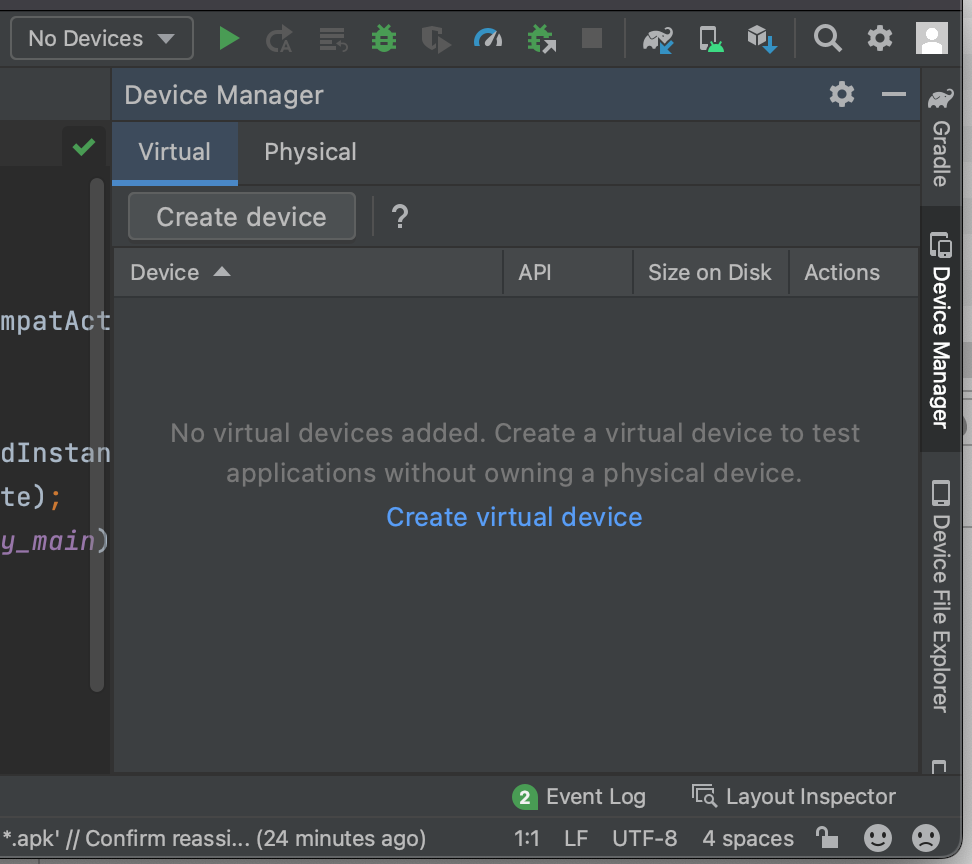 No Devices
Device Manager
Virtual
Physical
Create device
?
Device
API
Size on Disk
Actions
mpatAct
dInstan
te);
y_main)
No virtual devices added. Create a virtual device to test
applications without owning a physical device.
Create virtual device
Gradle
Device Manager
Device File Explorer
2 Event Log
Layout Inspector
*.apk' // Confirm reassi... (24 minutes ago)
1:1
LF
UTF-8
4 spaces